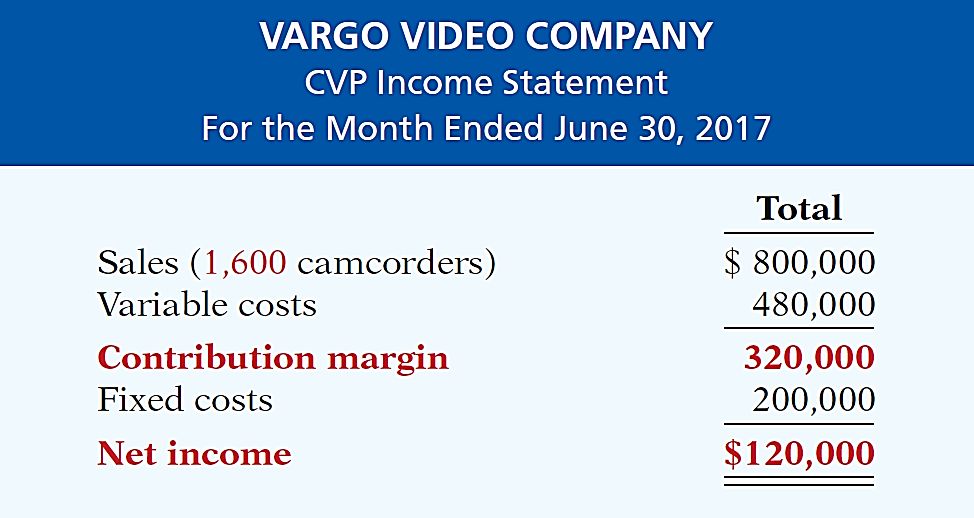 VARGO VIDEO COMPANY
CVP Income Statement
For the Month Ended June 30, 2017
Total
Sales (1,600 camcorders) $ 800,000
Variable costs 480,000
Contribution margin 320,000
Fixed costs 200,000
Net income $120,000